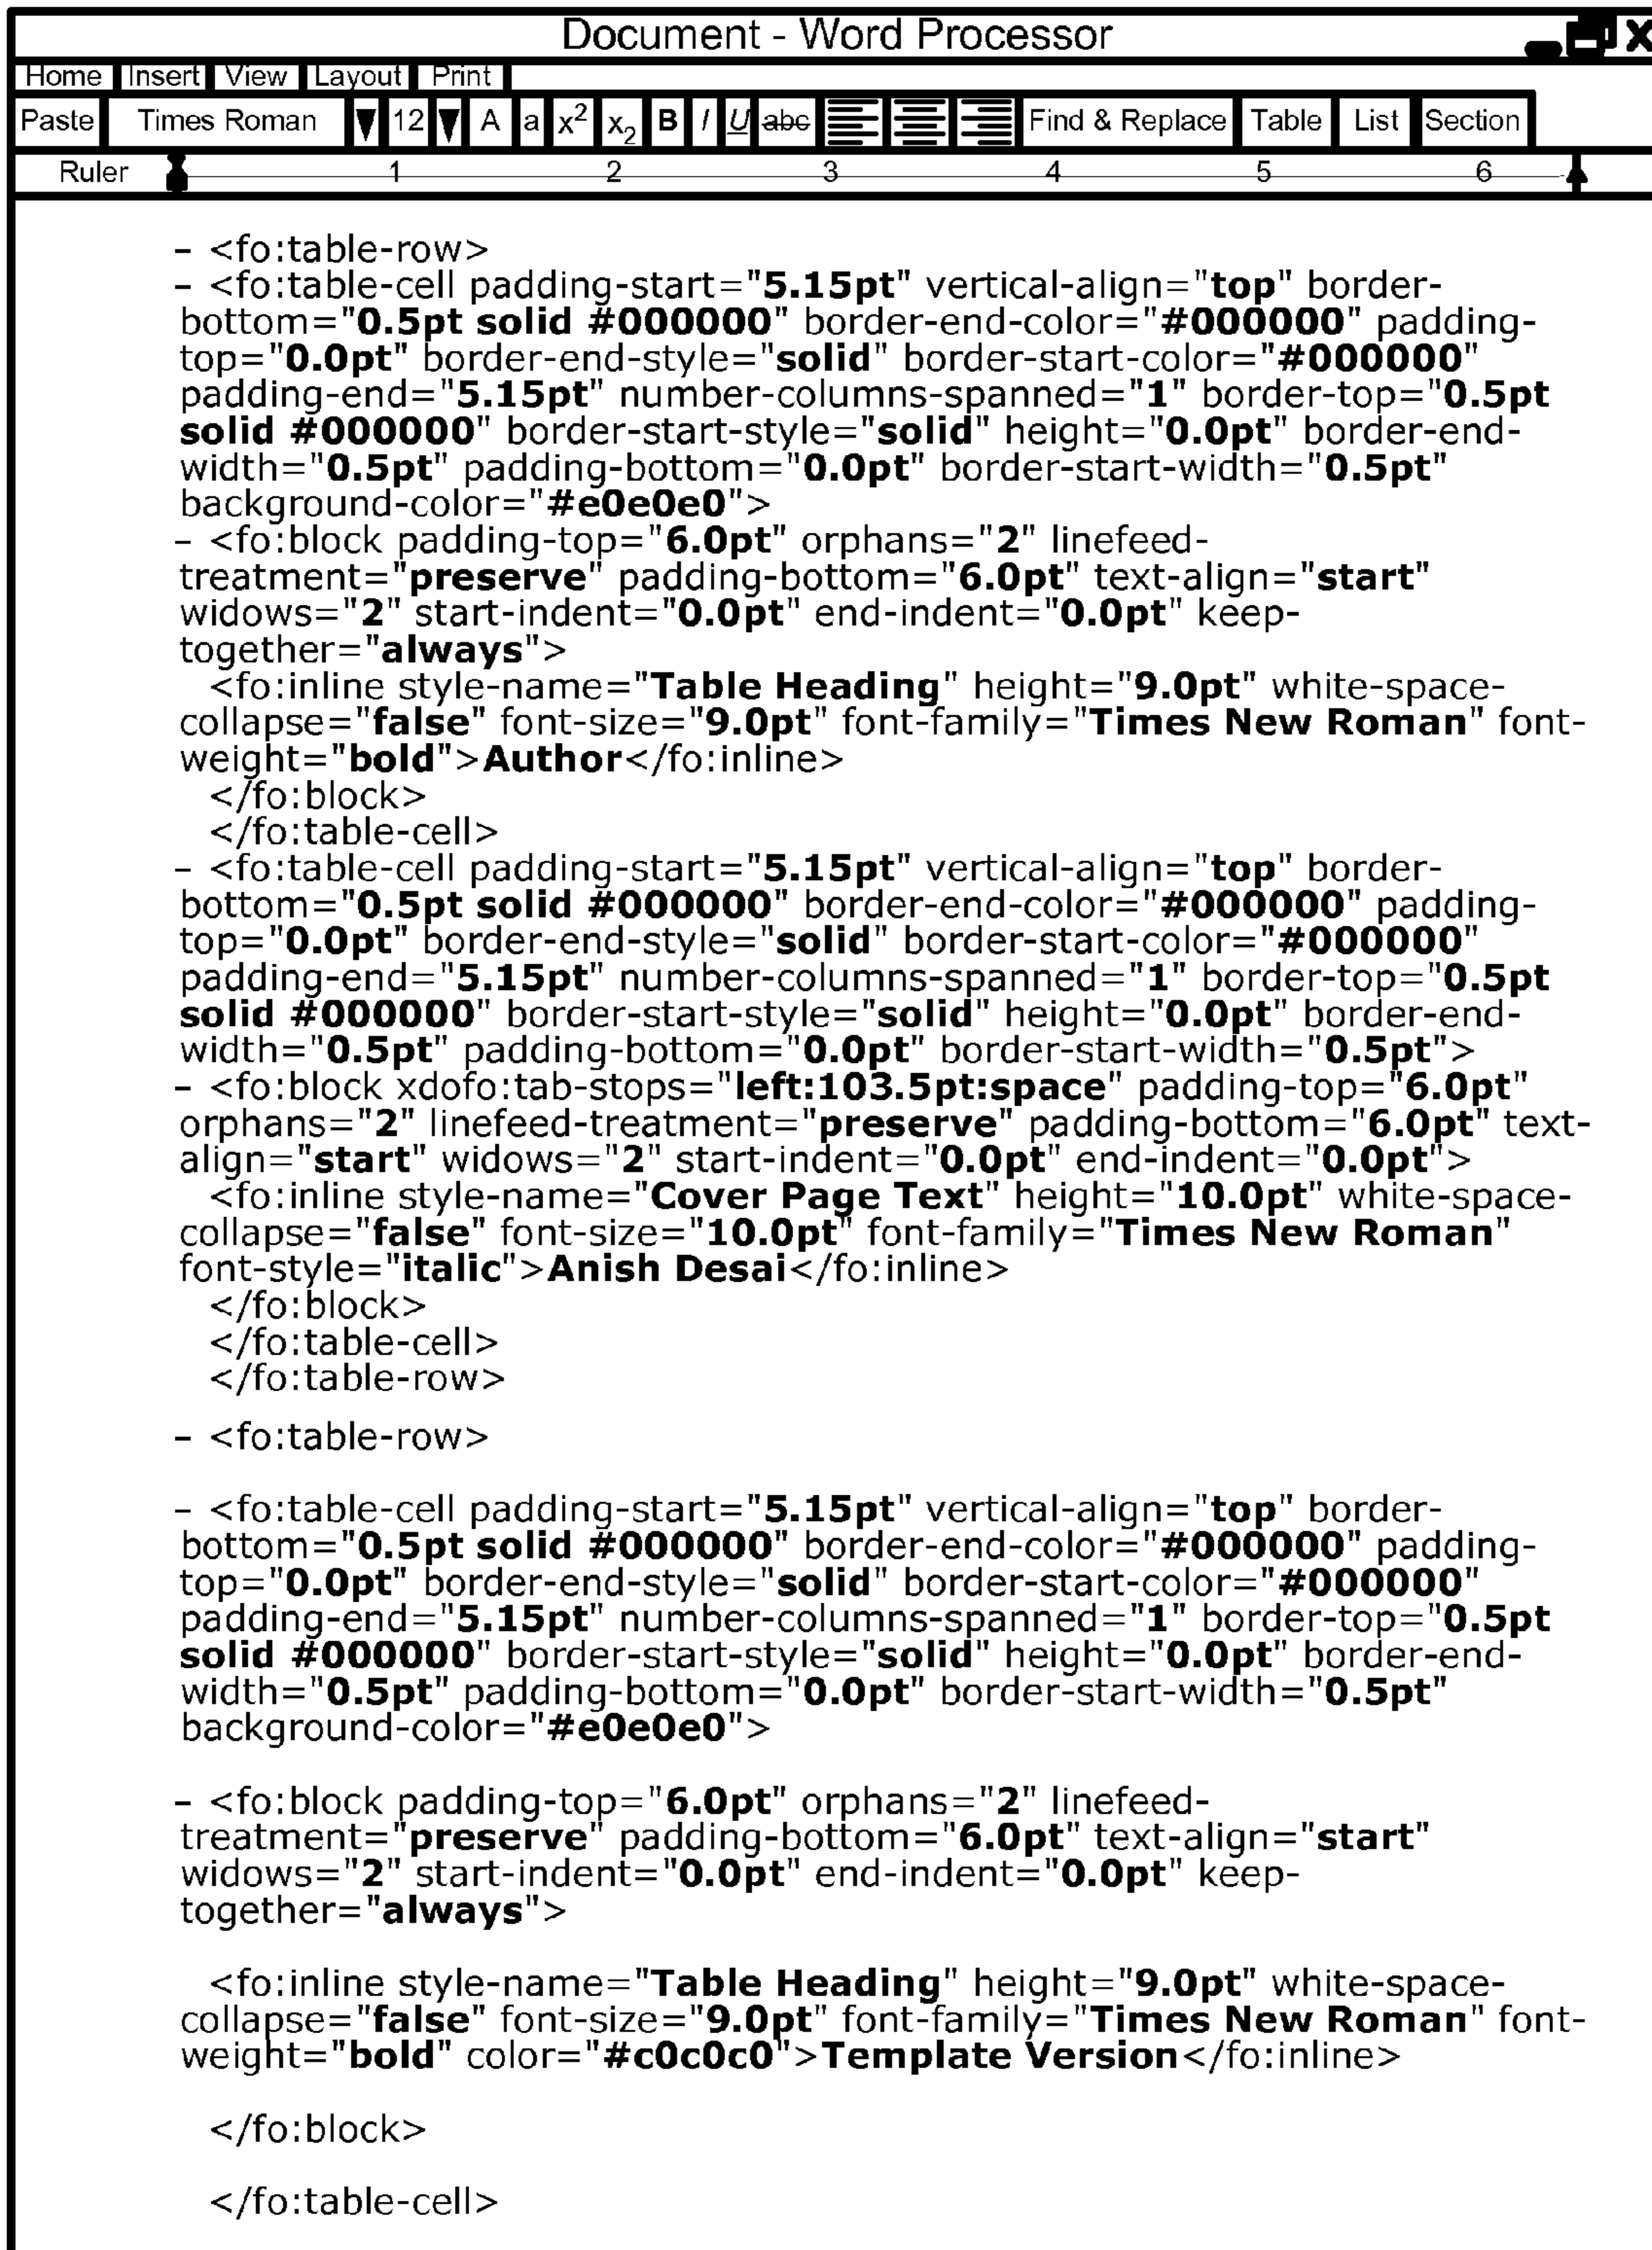 Document - Word Processor
Home Insert View Layout Print
Paste Times Roman 12 A a x² x₂ B I U abc Find & Replace Table List Section
Ruler 1 2 3 4 5 6
– <fo:table-row>
– <fo:table-cell padding-start="5.15pt" vertical-align="top" border-
bottom="0.5pt solid #000000" border-end-color="#000000" padding-
top="0.0pt" border-end-style="solid" border-start-color="#000000"
padding-end="5.15pt" number-columns-spanned="1" border-top="0.5pt
solid #000000" border-start-style="solid" height="0.0pt" border-end-
width="0.5pt" padding-bottom="0.0pt" border-start-width="0.5pt"
background-color="#e0e0e0">
– <fo:block padding-top="6.0pt" orphans="2" linefeed-
treatment="preserve" padding-bottom="6.0pt" text-align="start"
widows="2" start-indent="0.0pt" end-indent="0.0pt" keep-
together="always">
<fo:inline style-name="Table Heading" height="9.0pt" white-space-
collapse="false" font-size="9.0pt" font-family="Times New Roman" font-
weight="bold">Author</fo:inline>
</fo:block>
</fo:table-cell>
– <fo:table-cell padding-start="5.15pt" vertical-align="top" border-
bottom="0.5pt solid #000000" border-end-color="#000000" padding-
top="0.0pt" border-end-style="solid" border-start-color="#000000"
padding-end="5.15pt" number-columns-spanned="1" border-top="0.5pt
solid #000000" border-start-style="solid" height="0.0pt" border-end-
width="0.5pt" padding-bottom="0.0pt" border-start-width="0.5pt">
– <fo:block xdofo:tab-stops="left:103.5pt:space" padding-top="6.0pt"
orphans="2" linefeed-treatment="preserve" padding-bottom="6.0pt" text-
align="start" widows="2" start-indent="0.0pt" end-indent="0.0pt">
<fo:inline style-name="Cover Page Text" height="10.0pt" white-space-
collapse="false" font-size="10.0pt" font-family="Times New Roman"
font-style="italic">Anish Desai</fo:inline>
</fo:block>
</fo:table-cell>
</fo:table-row>
– <fo:table-row>
– <fo:table-cell padding-start="5.15pt" vertical-align="top" border-
bottom="0.5pt solid #000000" border-end-color="#000000" padding-
top="0.0pt" border-end-style="solid" border-start-color="#000000"
padding-end="5.15pt" number-columns-spanned="1" border-top="0.5pt
solid #000000" border-start-style="solid" height="0.0pt" border-end-
width="0.5pt" padding-bottom="0.0pt" border-start-width="0.5pt"
background-color="#e0e0e0">
– <fo:block padding-top="6.0pt" orphans="2" linefeed-
treatment="preserve" padding-bottom="6.0pt" text-align="start"
widows="2" start-indent="0.0pt" end-indent="0.0pt" keep-
together="always">
<fo:inline style-name="Table Heading" height="9.0pt" white-space-
collapse="false" font-size="9.0pt" font-family="Times New Roman" font-
weight="bold" color="#c0c0c0">Template Version</fo:inline>
</fo:block>
</fo:table-cell>